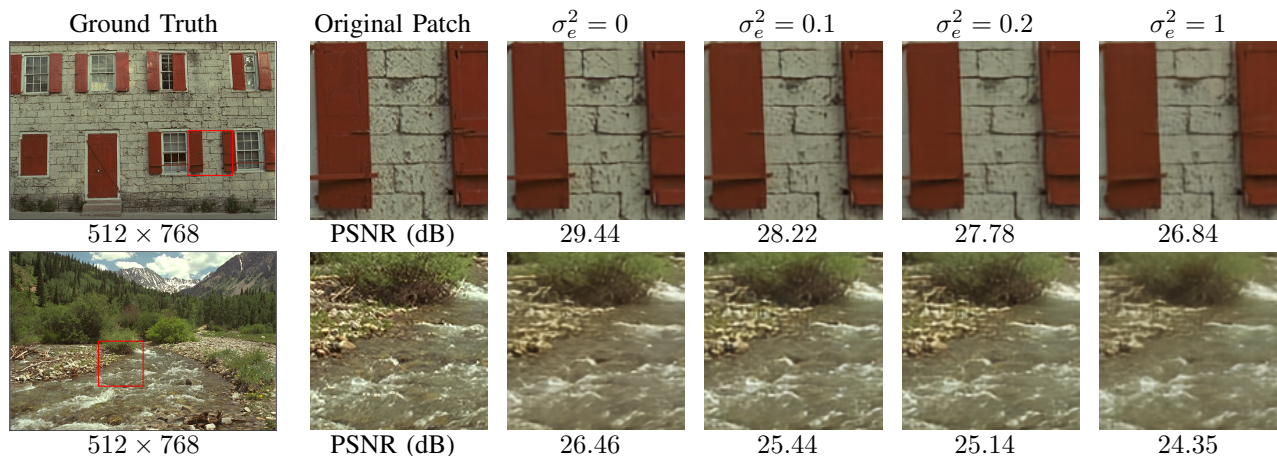 Ground Truth Original Patch σ_e^2 = 0 σ_e^2 = 0.1 σ_e^2 = 0.2 σ_e^2 = 1
512 × 768 PSNR (dB) 29.44 28.22 27.78 26.84
512 × 768 PSNR (dB) 26.46 25.44 25.14 24.35